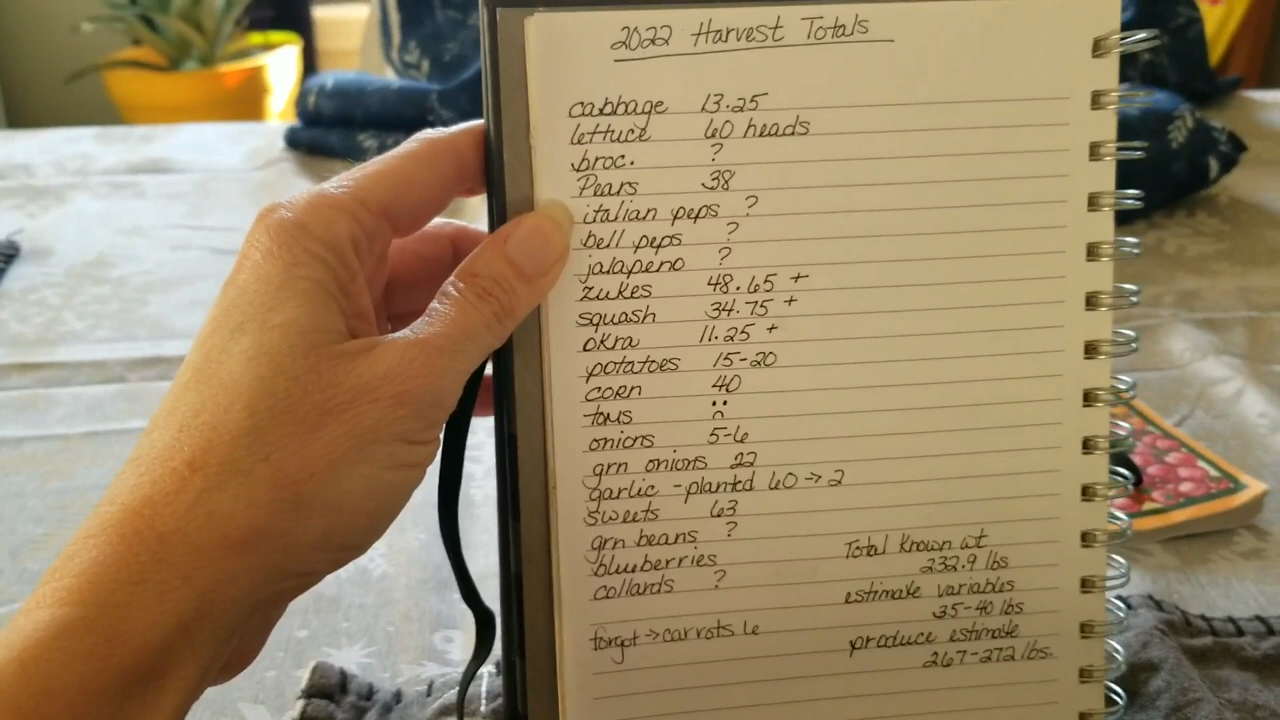 2022 Harvest Totals
cabbage 13.25
lettuce 60 heads
broc. ?
Pears 38
italian peps ?
bell peps ?
jalapeno ?
zukes 48.65 +
squash 34.75 +
okra 11.25 +
potatoes 15-20
corn 40
toms :(
onions 5-6
grn onions 22
garlic - planted 60 → 2
sweets 63
grn beans ?
blueberries
collards ?
forgot → carrots 6
Total Known wt
232.9 lbs
estimate variables
35-40 lbs
produce estimate
267-272 lbs.